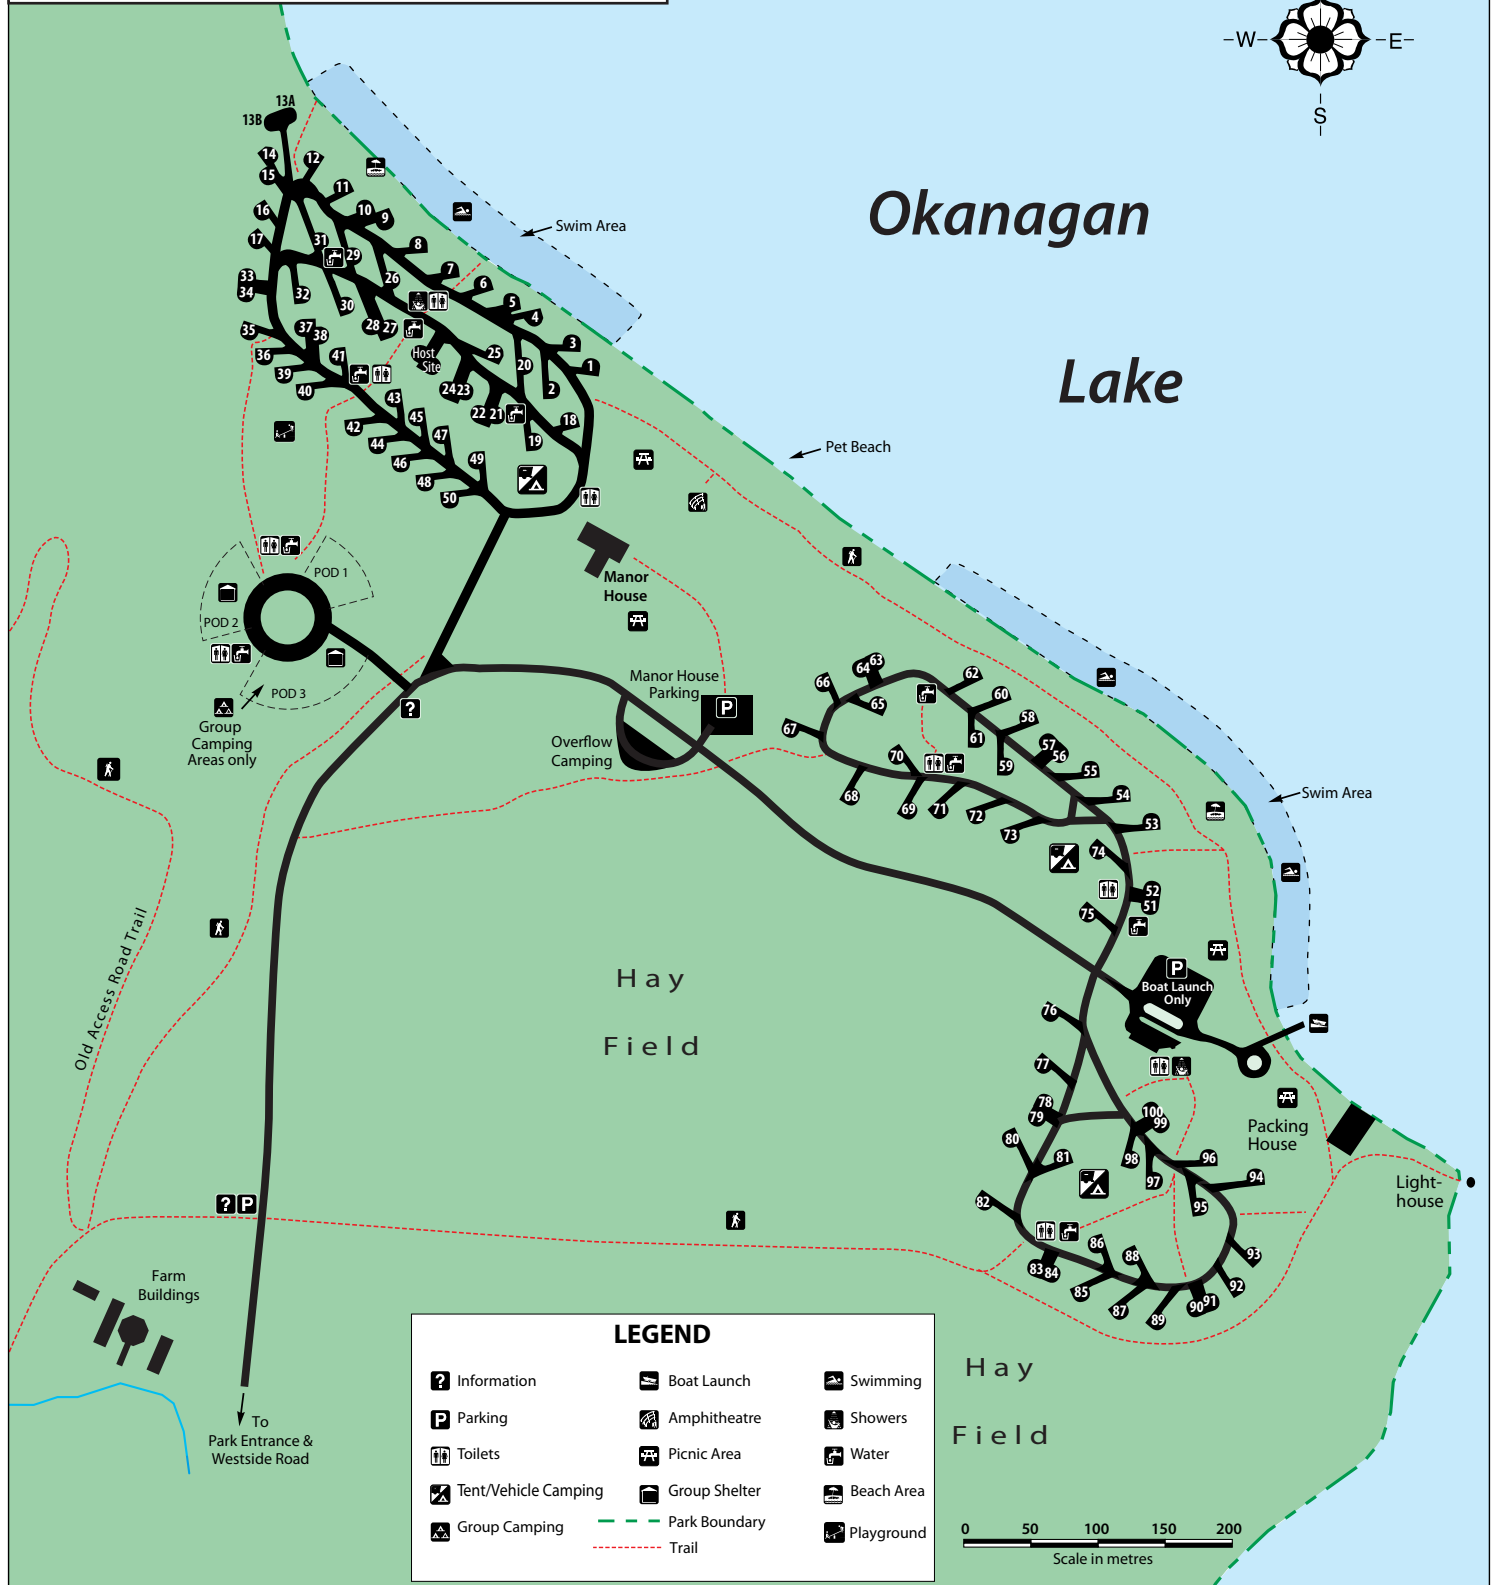 W
E
S
Okanagan
Lake
13A
13B
14
12
15
11
16
10
9
17
31
8
29
7
33
26
6
34
32
30
5
4
35
37
38
28
27
3
36
41
Host
Site
25
20
1
39
2
40
43
24
23
42
45
22
21
18
44
47
19
46
49
48
50
Swim Area
Pet Beach
POD 1
POD 2
POD 3
Group
Camping
Areas only
?
Manor
House
Manor House
Parking
P
Overflow
Camping
66
64
63
62
65
60
67
58
61
57
56
70
59
55
68
69
71
72
54
73
53
74
52
51
75
Swim Area
P
Boat Launch
Only
76
77
78
79
100
99
80
81
98
96
97
94
95
82
86
88
93
83
84
85
87
89
90
91
92
Packing
House
Light-
house
Hay
Field
Old Access Road Trail
? P
Farm
Buildings
To
Park Entrance &
Westside Road
Hay
Field
LEGEND
? Information
P Parking
Toilets
Tent/Vehicle Camping
Group Camping
Boat Launch
Amphitheatre
Picnic Area
Group Shelter
Park Boundary
Trail
Swimming
Showers
Water
Beach Area
Playground
0 50 100 150 200
Scale in metres